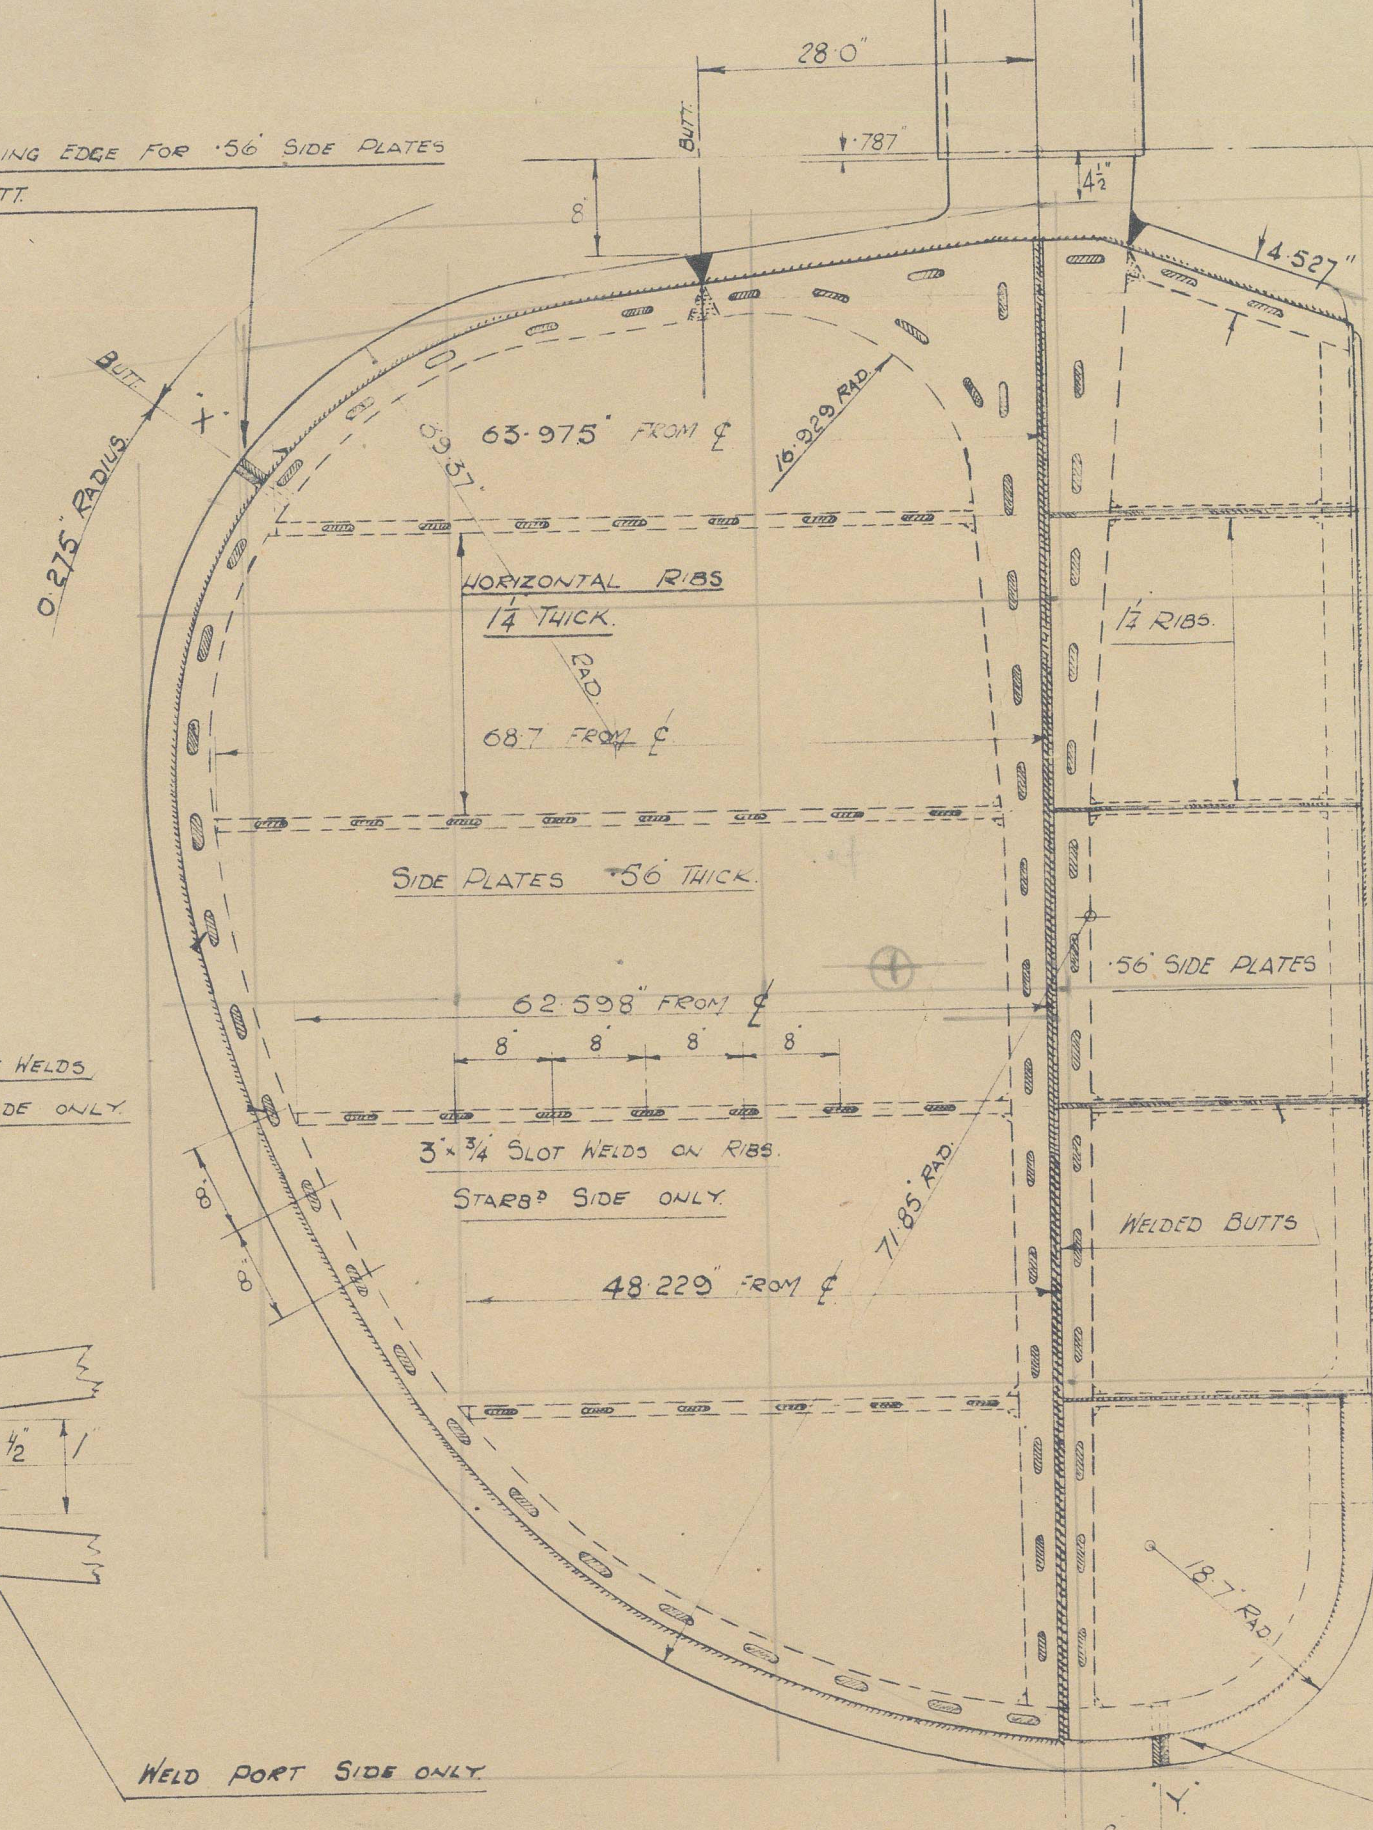 28·0"
BUTT.
·787"
ING EDGE FOR ·56" SIDE PLATES
TT.
8"
4½"
4·527"
BUTT.
"X"
0·275" RADIUS.
63·975" FROM ℄
69·37"
RAD.
16·929 RAD.
HORIZONTAL RIBS
1¼" THICK.
1¼" RIBS.
68·7 FROM ℄
SIDE PLATES ·56" THICK.
·56" SIDE PLATES
62·598" FROM ℄
8" 8" 8" 8"
WELDS
DE ONLY.
3" × ¾" SLOT WELDS ON RIBS.
STARBD SIDE ONLY.
71·85" RAD.
WELDED BUTTS
8"
8"
48·229" FROM ℄
½" 1"
18·7" RAD.
WELD PORT SIDE ONLY.
"Y"